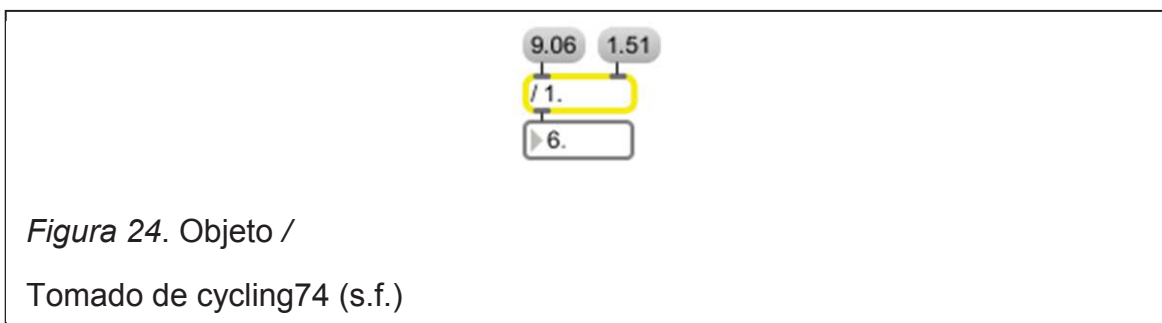 9.06 1.51
/ 1.
6.
Figura 24. Objeto /
Tomado de cycling74 (s.f.)